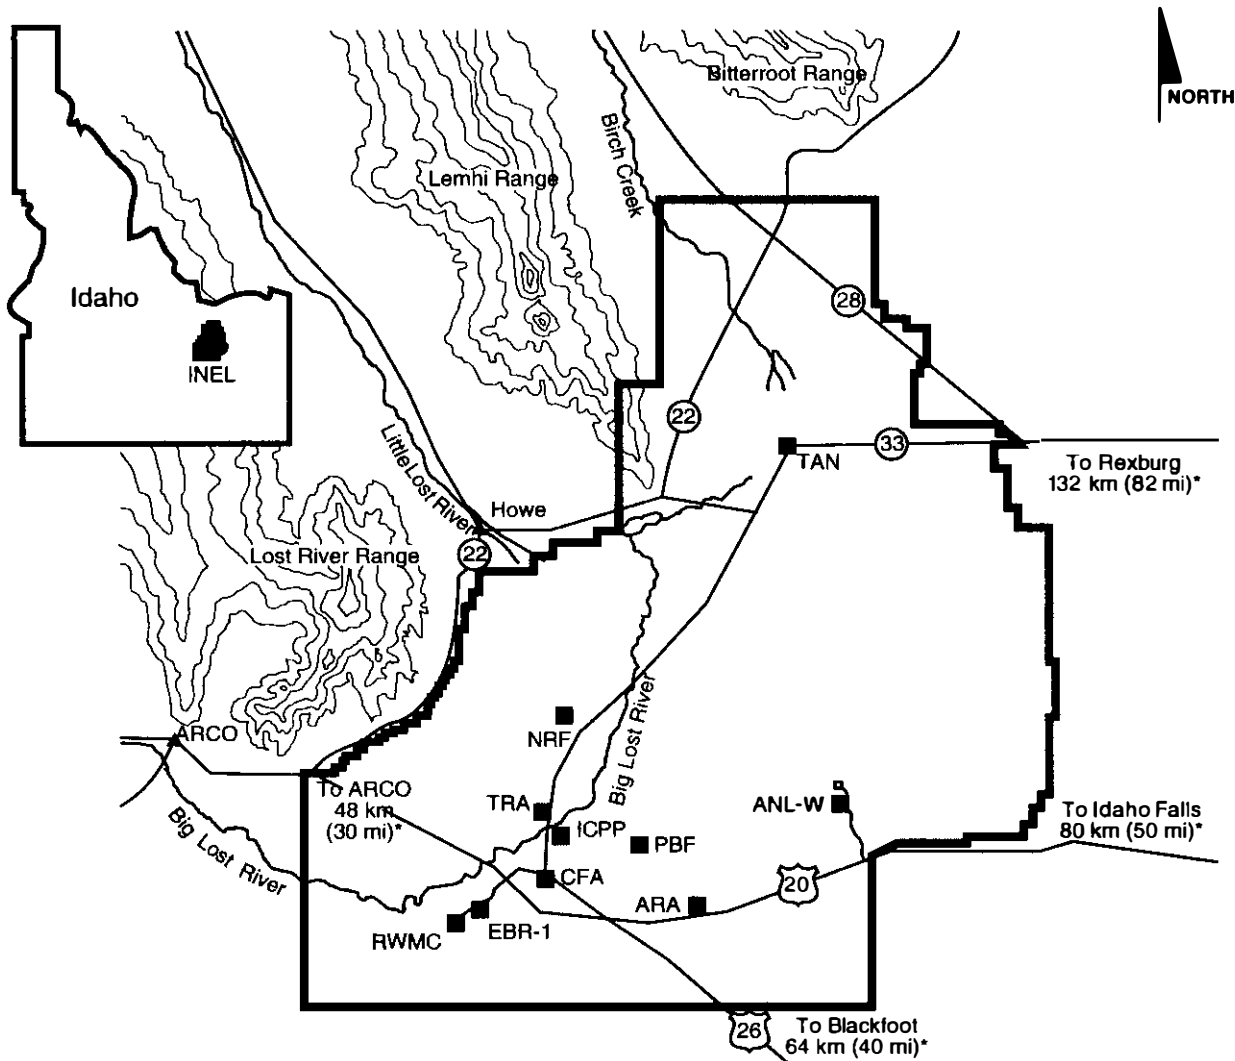 Bitterroot Range
NORTH
Birch Creek
Lemhi Range
Idaho
INEL
28
22
33
TAN
To Rexburg
132 km (82 mi)*
Little Lost River
Howe
22
Lost River Range
ARCO
NRF
Big Lost River
To ARCO
48 km
(30 mi)*
TRA
ICPP
PBF
ANL-W
To Idaho Falls
80 km (50 mi)*
Big Lost River
CFA
20
ARA
EBR-1
RWMC
26
To Blackfoot
64 km (40 mi)*